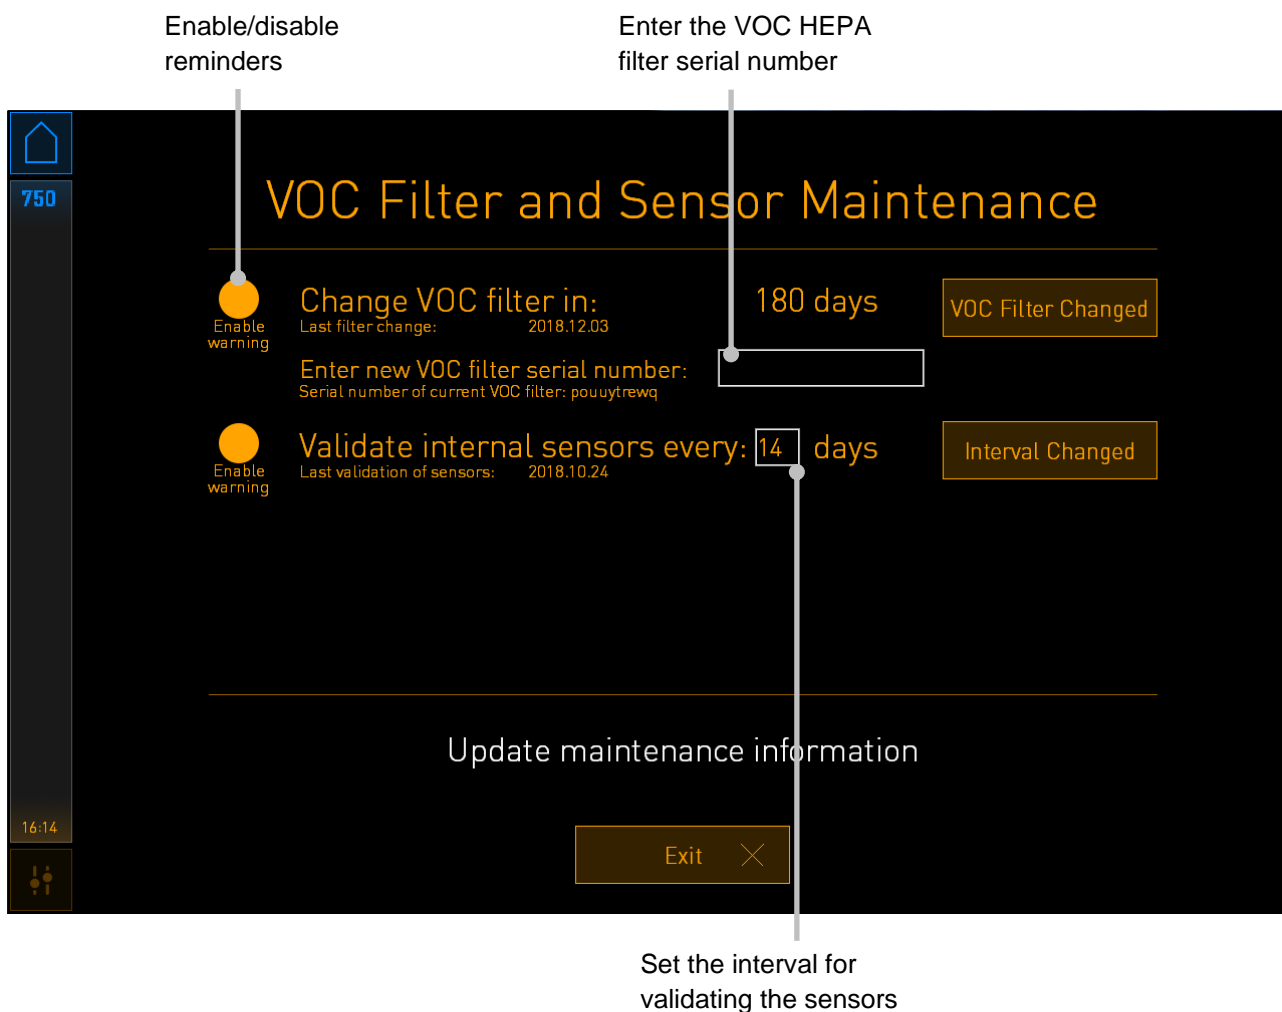 Enable/disable
reminders
Enter the VOC HEPA
filter serial number
750
VOC Filter and Sensor Maintenance
Change VOC filter in: 180 days
Last filter change: 2018.12.03
VOC Filter Changed
Enable
warning
Enter new VOC filter serial number:
Serial number of current VOC filter: pouuytrewq
Validate internal sensors every: 14 days
Last validation of sensors: 2018.10.24
Interval Changed
Enable
warning
Update maintenance information
16:14
Exit
Set the interval for
validating the sensors